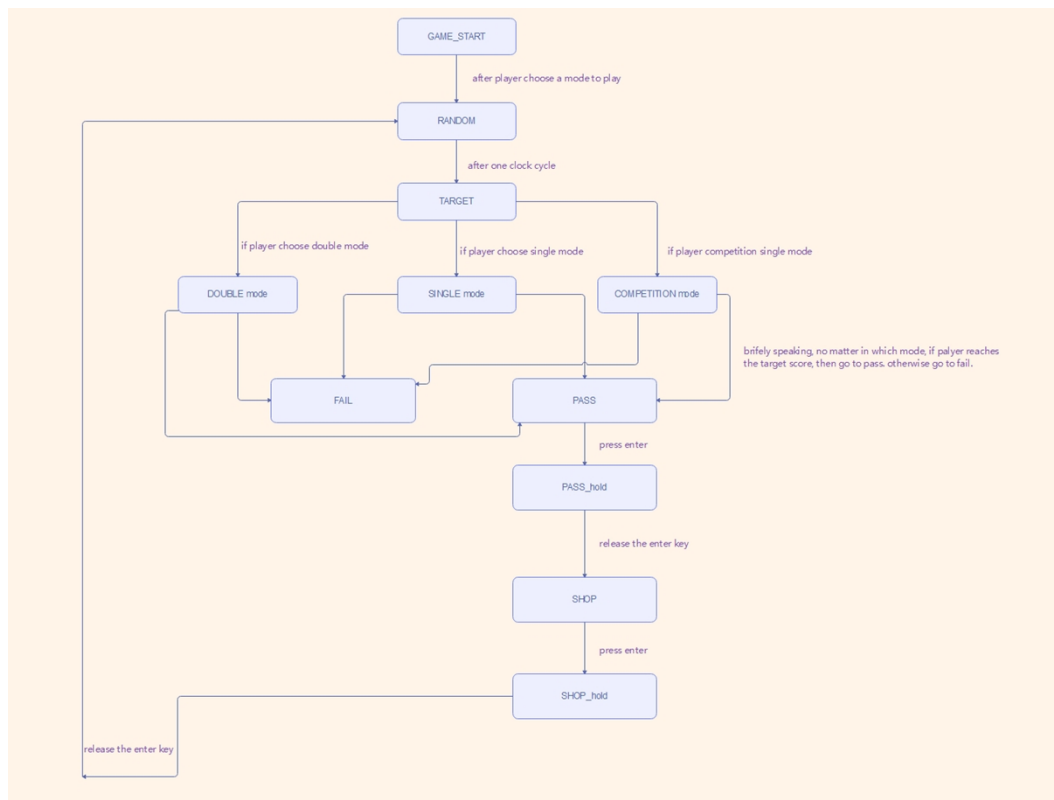 GAME_START
after player choose a mode to play
RANDOM
after one clock cycle
TARGET
if player choose double mode
if player choose single mode
if player competition single mode
DOUBLE mode
SINGLE mode
COMPETITION mode
brifely speaking, no matter in which mode, if palyer reaches
the target score, then go to pass. otherwise go to fail.
FAIL
PASS
press enter
PASS_hold
release the enter key
SHOP
press enter
SHOP_hold
release the enter key